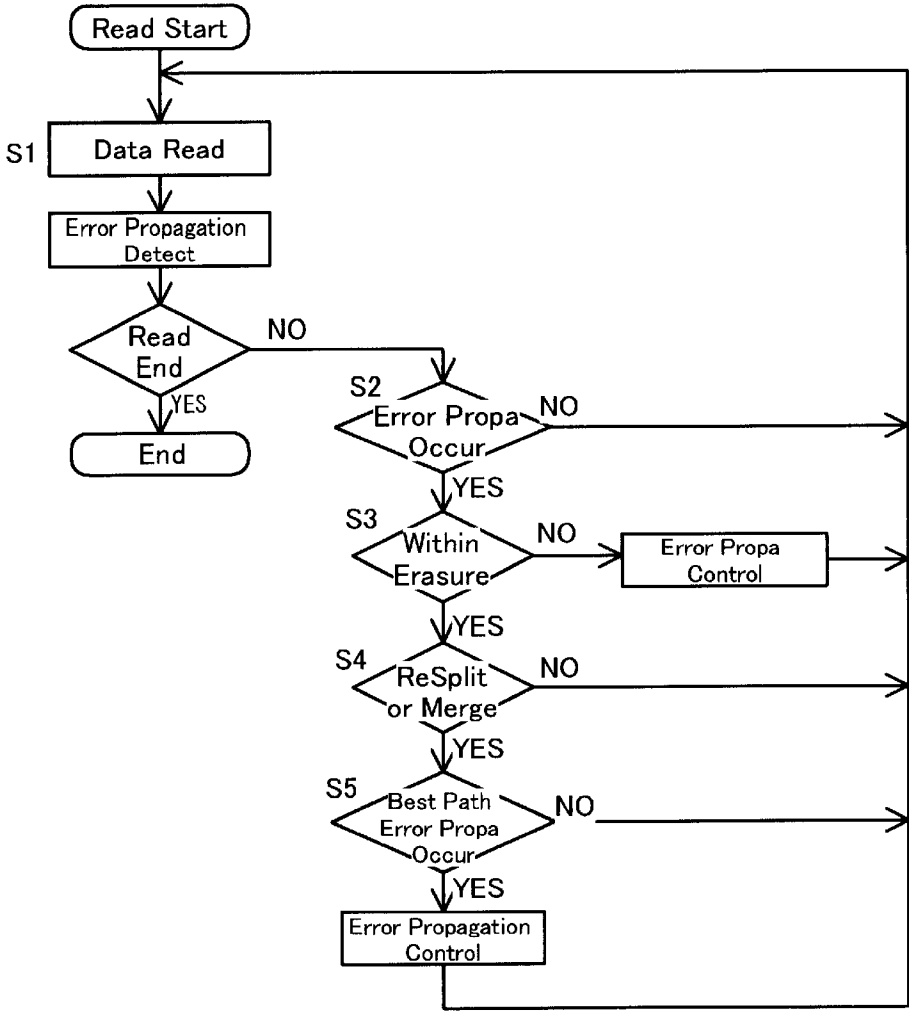 Read Start
S1
Data Read
Error Propagation
Detect
Read
End
NO
YES
End
S2
Error Propa
Occur
NO
YES
S3
Within
Erasure
NO
Error Propa
Control
YES
S4
ReSplit
or Merge
NO
YES
S5
Best Path
Error Propa
Occur
NO
YES
Error Propagation
Control